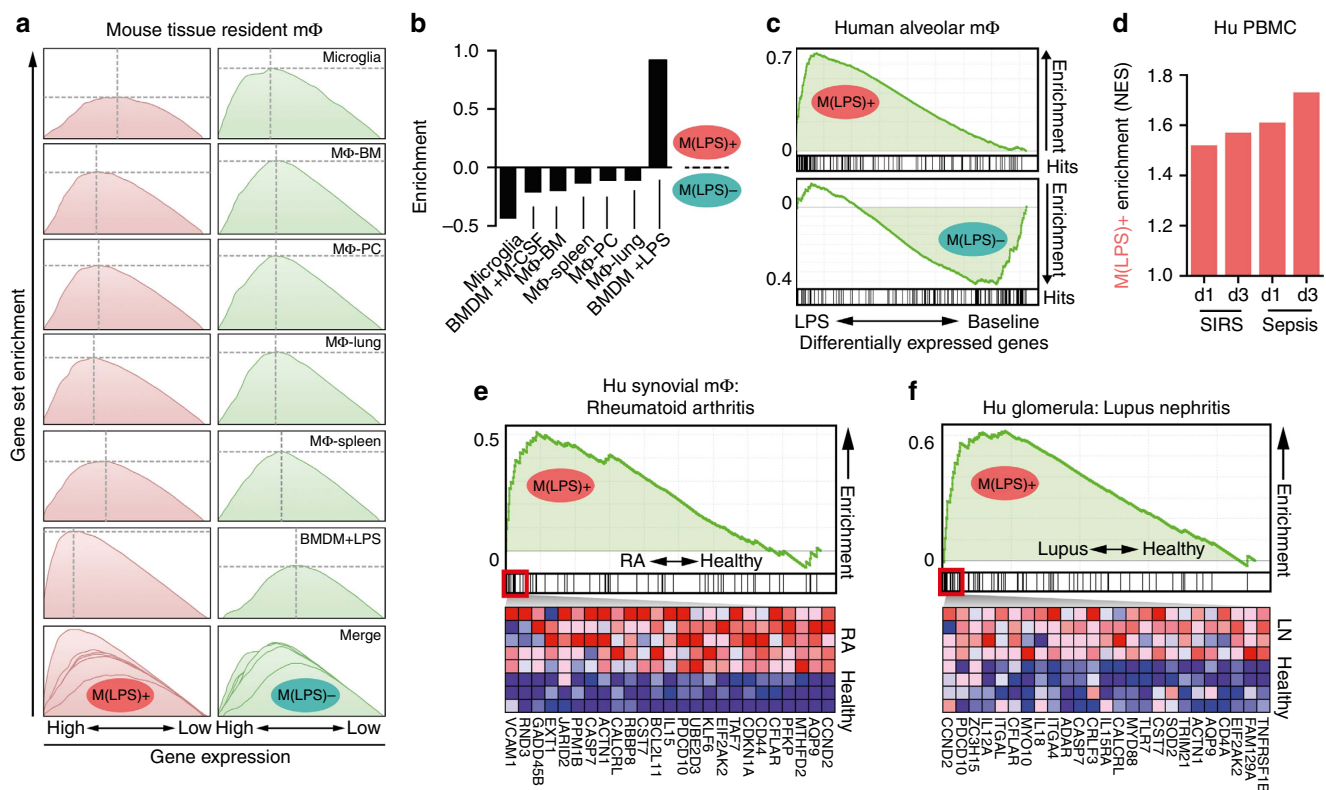 a
Mouse tissue resident mΦ
Gene set enrichment
Microglia
MΦ-BM
MΦ-PC
MΦ-lung
MΦ-spleen
BMDM+LPS
Merge
M(LPS)+
M(LPS)−
High
Low
High
Low
Gene expression
b
Enrichment
1.0
0.5
0.0
−0.5
M(LPS)+
M(LPS)−
Microglia
BMDM +M-CSF
MΦ-BM
MΦ-spleen
MΦ-PC
MΦ-lung
BMDM +LPS
c
Human alveolar mΦ
0.7
M(LPS)+
0
Enrichment
Hits
0
M(LPS)−
0.4
Enrichment
Hits
LPS
Baseline
Differentially expressed genes
d
Hu PBMC
M(LPS)+ enrichment (NES)
1.8
1.6
1.4
1.2
1.0
d1
d3
d1
d3
SIRS
Sepsis
e
Hu synovial mΦ:
Rheumatoid arthritis
0.5
M(LPS)+
0
RA
Healthy
Enrichment
RA
Healthy
VCAM1
RND3
GADD45B
EXT1
JARID2
PPM1B
CASP7
ACTN1
CALCRL
RBBP8
CST7
BCL2L11
IL15
PDCD10
UBE2D3
KLF6
EIF2AK2
TAF7
CDKN1A
CD44
CFLAR
PFKP
MTHFD2
AQP9
CCND2
f
Hu glomerula: Lupus nephritis
0.6
M(LPS)+
0
Lupus
Healthy
Enrichment
LN
Healthy
CCND2
PDCD10
ZC3H15
IL12A
ITGAL
CFLAR
MYO10
IL18
ITGA4
ADAR
CASP7
CRLF3
IL15RA
CALCRL
MYD88
TLR7
CST7
SOD2
TRIM21
ACTN1
AQP9
CD4A
EIF2AK2
FAM129A
TNFRSF1B